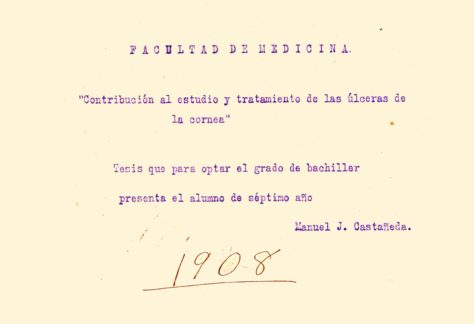 FACULTAD DE MEDICINA.
"Contribución al estudio y tratamiento de las úlceras de
la cornea"
Tesis que para optar el grado de bachiller
presenta el alumno de séptimo año
Manuel J. Castañeda.
1908